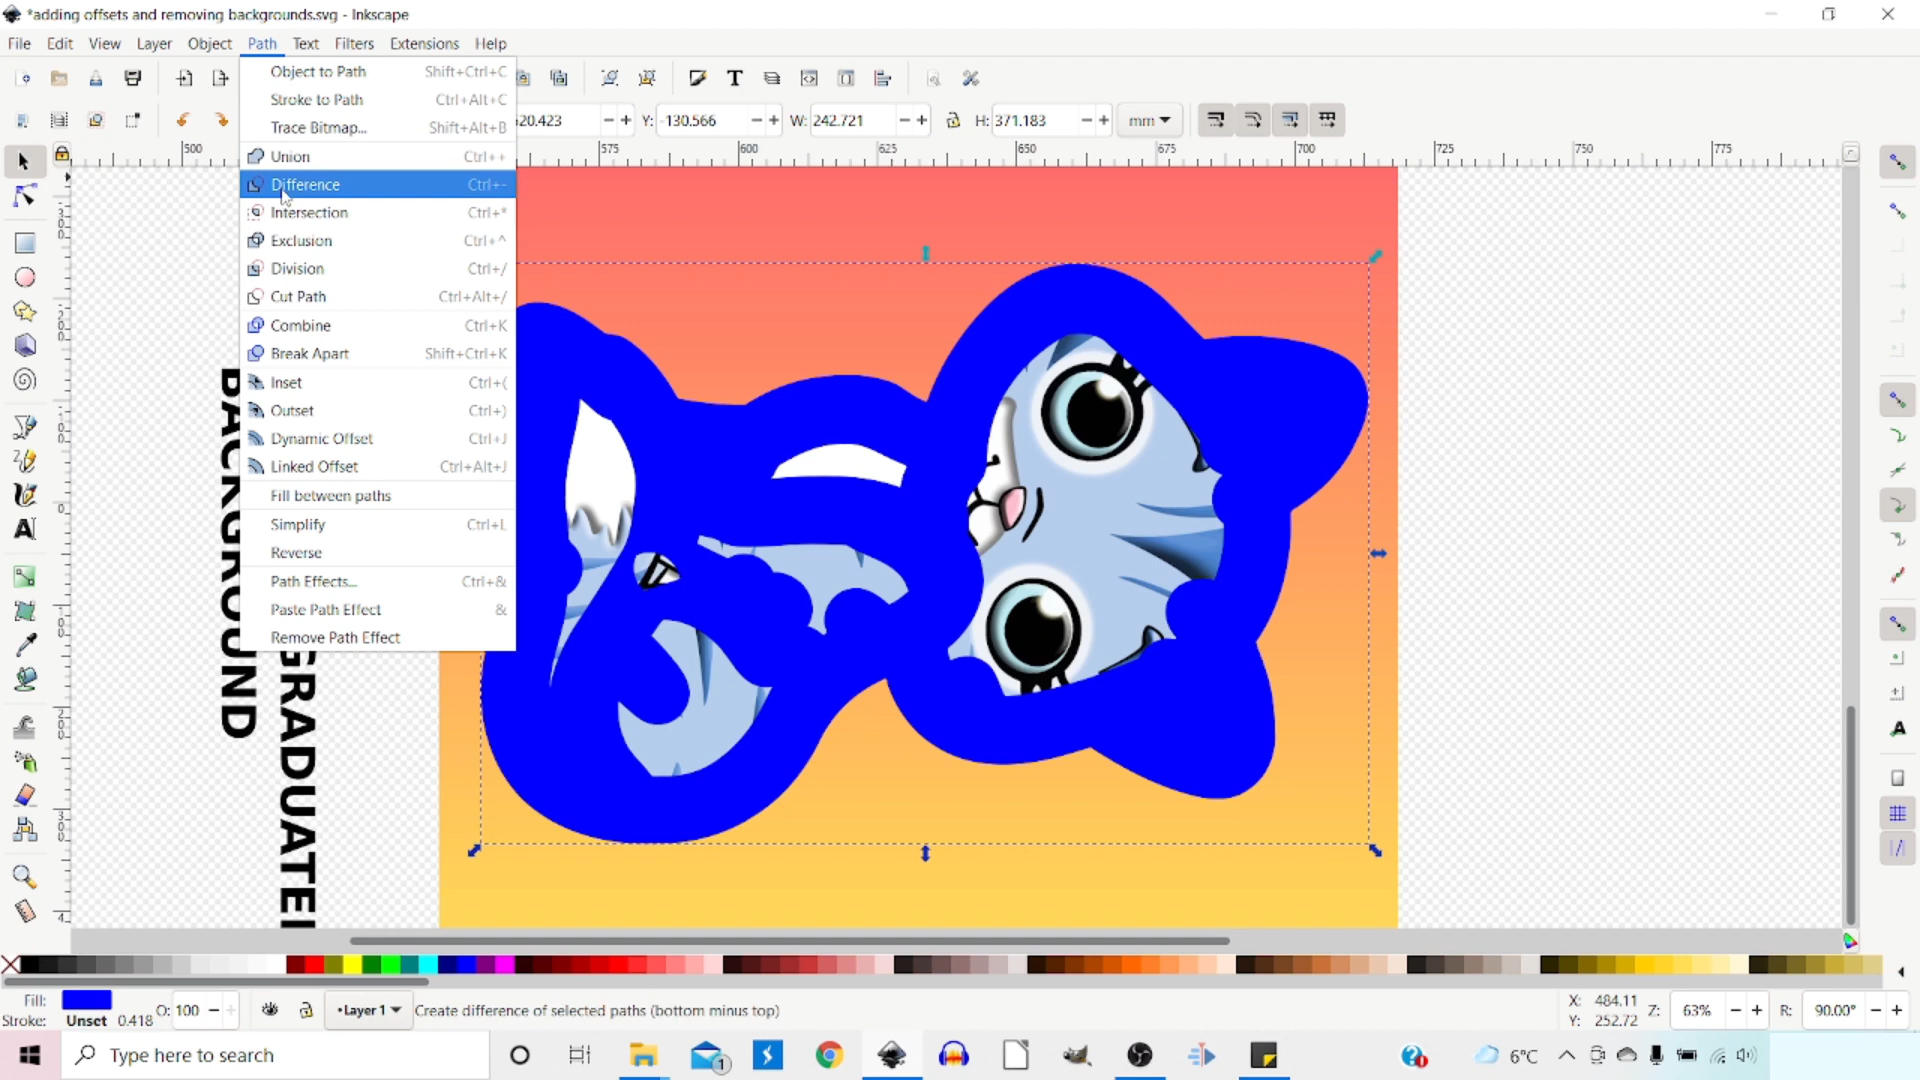 *adding offsets and removing backgrounds.svg - Inkscape
File Edit View Layer Object Path Text Filters Extensions Help
Object to Path Shift+Ctrl+C
Stroke to Path Ctrl+Alt+C
Trace Bitmap... Shift+Alt+B
Union Ctrl++
Difference Ctrl+-
Intersection Ctrl+*
Exclusion Ctrl+^
Division Ctrl+/
Cut Path Ctrl+Alt+/
Combine Ctrl+K
Break Apart Shift+Ctrl+K
Inset Ctrl+(
Outset Ctrl+)
Dynamic Offset Ctrl+J
Linked Offset Ctrl+Alt+J
Fill between paths
Simplify Ctrl+L
Reverse
Path Effects... Ctrl+&
Paste Path Effect &
Remove Path Effect
20.423 Y: -130.566 W: 242.721 H: 371.183 mm
500 575 600 625 650 675 700 725 750 775
BACKGROUND
GRADUATE
Fill: O: 100 Layer 1 Create difference of selected paths (bottom minus top) X: 484.11 Z: 63% R: 90.00°
Stroke: Unset 0.418 Y: 252.72
Type here to search 1 6°C